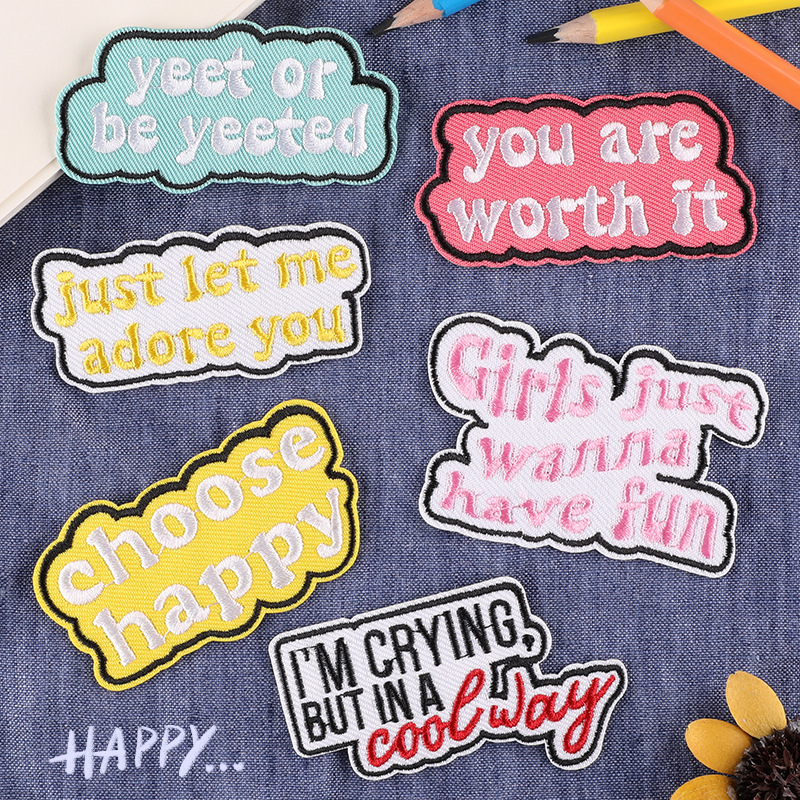 yeet or
be yeeted
you are
worth it
just let me
adore you
Girls just
wanna
have fun
choose
happy
I'M CRYING,
BUT IN A
cool way
HAPPY...